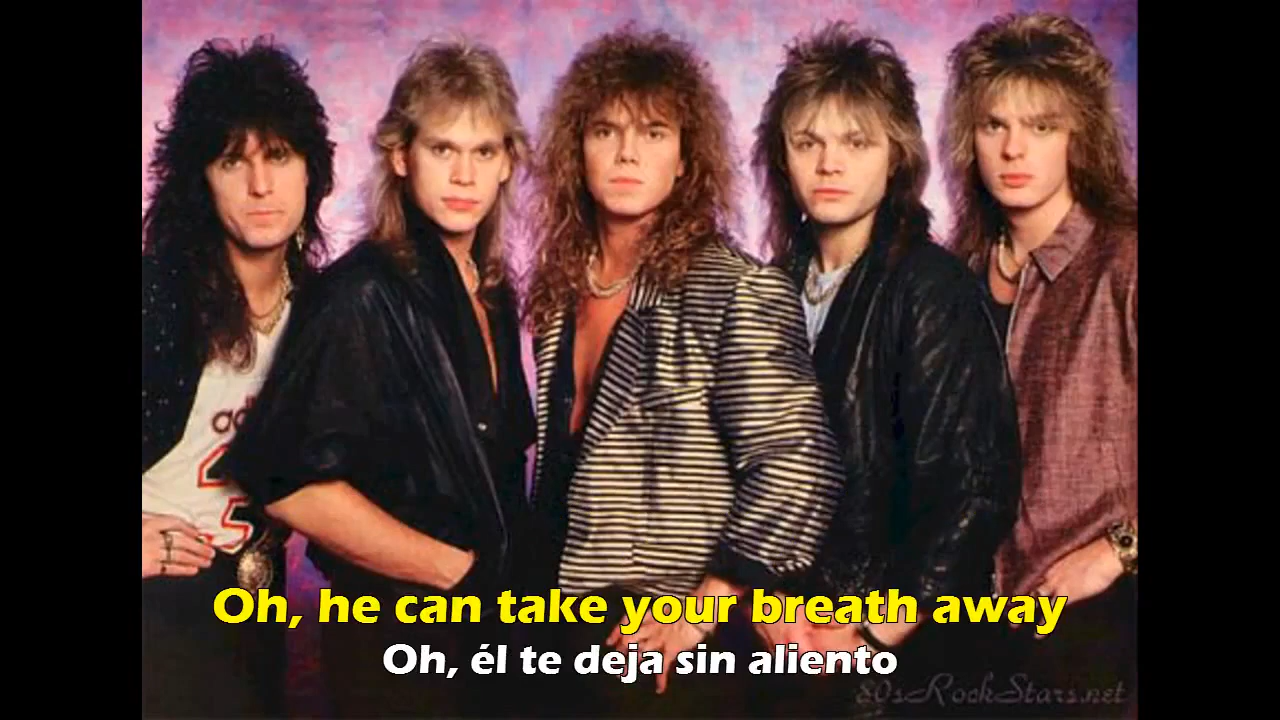 Oh, he can take your breath away
Oh, él te deja sin aliento
80sRockStars.net